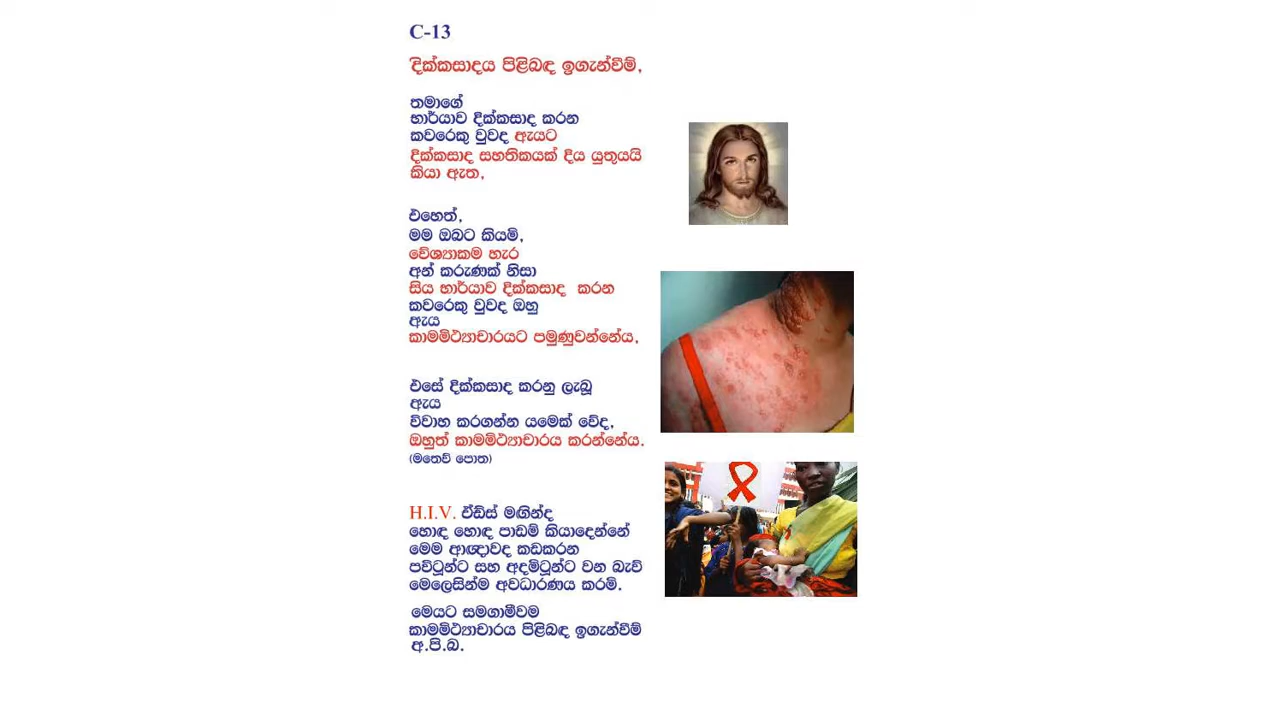 C-13
දික්කසාදය පිළිබඳ ඉගැන්වීම්,
තමාගේ
භාර්යාව දික්කසාද කරන
කවරෙකු වුවද ඇයට
දික්කසාද සහතිකයක් දිය යුතුයයි
කියා ඇත,
එහෙත්,
මම ඔබට කියමි,
වේශ්‍යාකම හැර
අන් කරුණක් නිසා
සිය භාර්යාව දික්කසාද කරන
කවරෙකු වුවද ඔහු
ඇය
කාමමිථ්‍යාචාරයට පමුණුවන්නේය,
එසේ දික්කසාද කරනු ලැබූ
ඇය
විවාහ කරගන්න යමෙක් වේද,
ඔහුත් කාමමිථ්‍යාචාරය කරන්නේය.
(මතෙව් පොත)
H.I.V. ඒඩ්ස් මඟින්ද
හොඳ හොඳ පාඩම් කියාදෙන්නේ
මෙම ආඥාවද කඩකරන
පව්ටූන්ට සහ අදමිටූන්ට වන බැව්
මෙලෙසින්ම අවධාරණය කරමි.
මෙයට සමගාමීවම
කාමමිථ්‍යාචාරය පිළිබඳ ඉගැන්වීම්
අ.පි.බ.